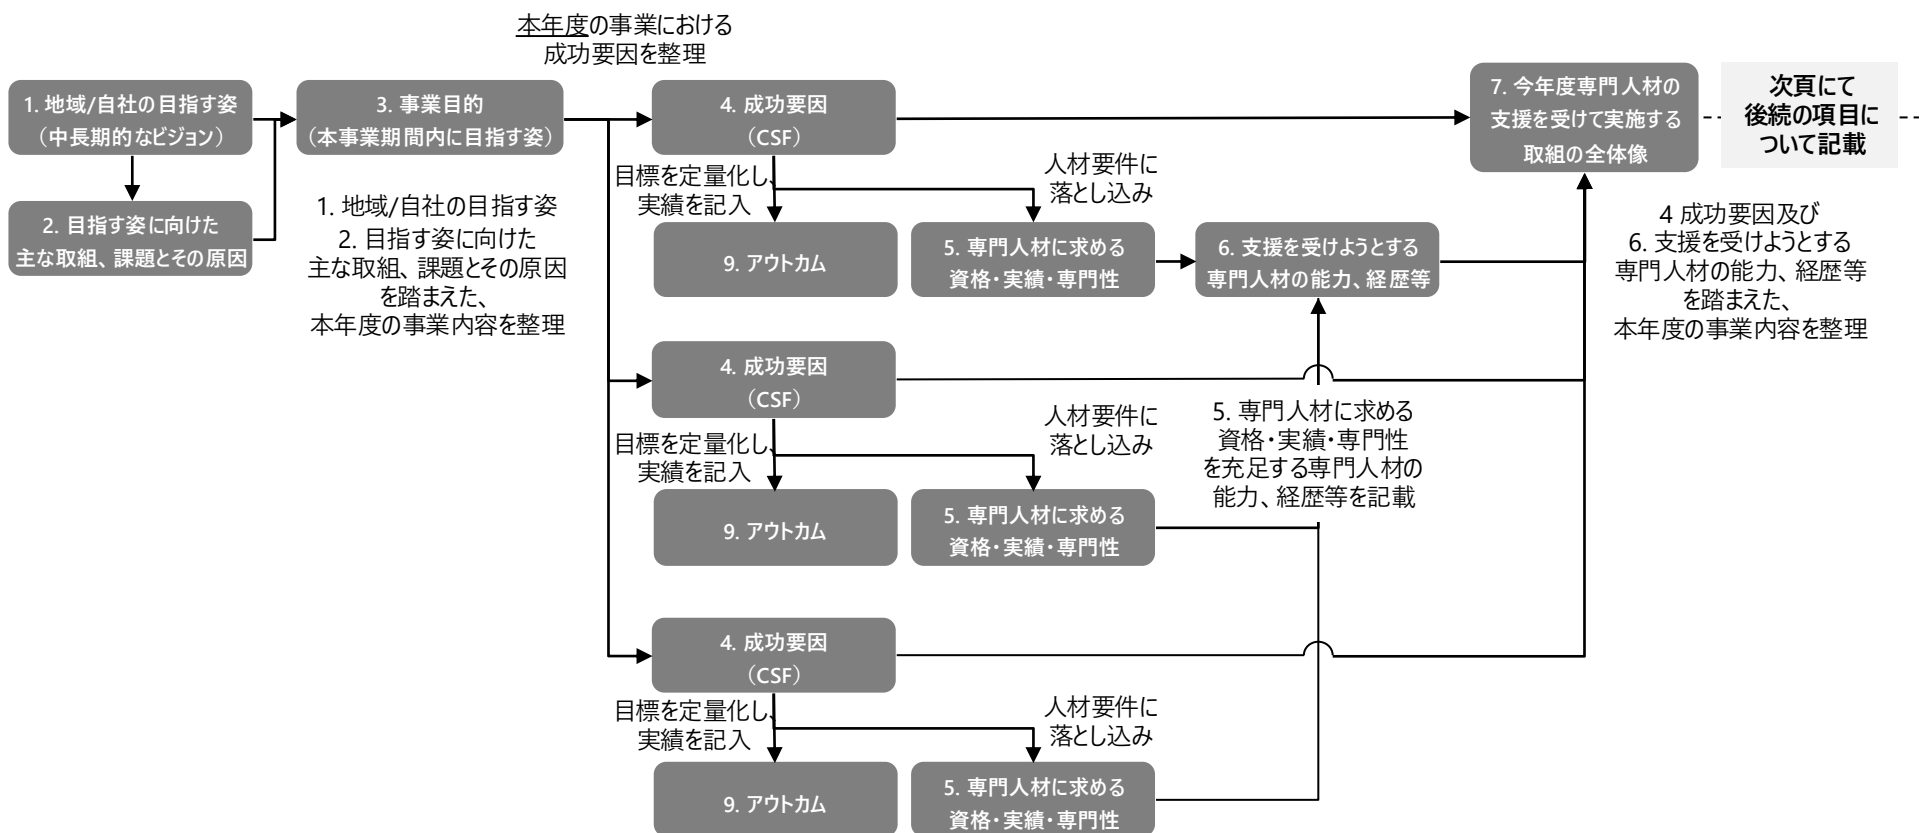 本年度の事業における
成功要因を整理
1. 地域/自社の目指す姿
（中長期的なビジョン）
2. 目指す姿に向けた
主な取組、課題とその原因
3. 事業目的
（本事業期間内に目指す姿）
1. 地域/自社の目指す姿
2. 目指す姿に向けた
主な取組、課題とその原因
を踏まえた、
本年度の事業内容を整理
4. 成功要因
（CSF）
目標を定量化し、
実績を記入
人材要件に
落とし込み
9. アウトカム
5. 専門人材に求める
資格・実績・専門性
6. 支援を受けようとする
専門人材の能力、経歴等
4. 成功要因
（CSF）
目標を定量化し、
実績を記入
人材要件に
落とし込み
9. アウトカム
5. 専門人材に求める
資格・実績・専門性
5. 専門人材に求める
資格・実績・専門性
を充足する専門人材の
能力、経歴等を記載
4. 成功要因
（CSF）
目標を定量化し、
実績を記入
人材要件に
落とし込み
9. アウトカム
5. 専門人材に求める
資格・実績・専門性
7. 今年度専門人材の
支援を受けて実施する
取組の全体像
次頁にて
後続の項目に
ついて記載
4 成功要因及び
6. 支援を受けようとする
専門人材の能力、経歴等
を踏まえた、
本年度の事業内容を整理